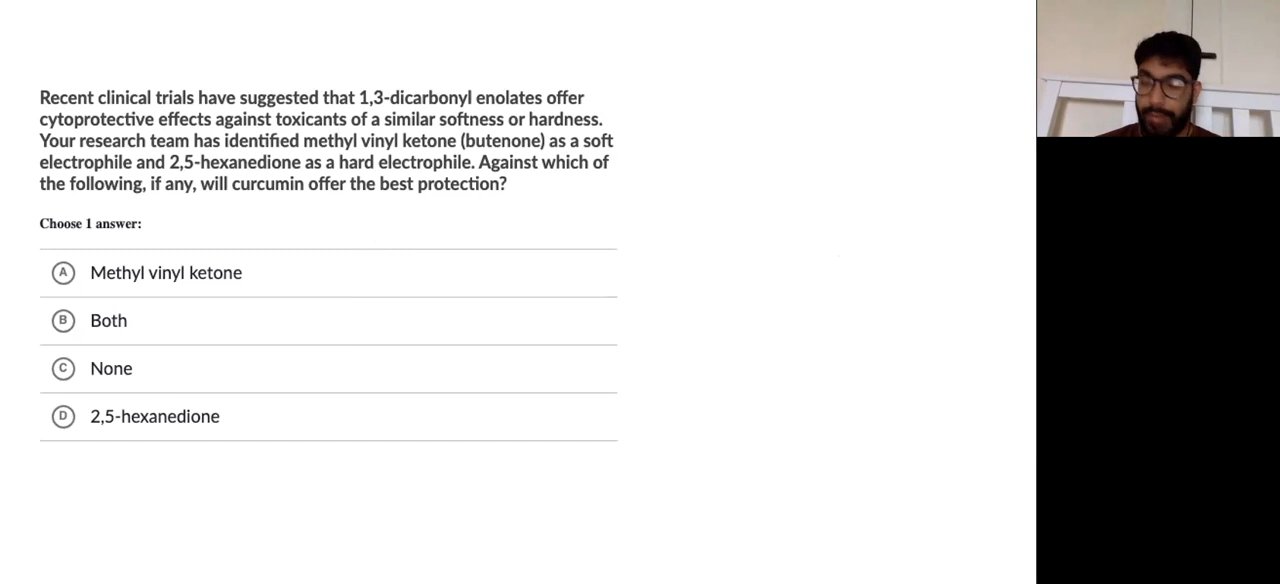 Recent clinical trials have suggested that 1,3-dicarbonyl enolates offer
cytoprotective effects against toxicants of a similar softness or hardness.
Your research team has identified methyl vinyl ketone (butenone) as a soft
electrophile and 2,5-hexanedione as a hard electrophile. Against which of
the following, if any, will curcumin offer the best protection?
Choose 1 answer:
A Methyl vinyl ketone
B Both
C None
D 2,5-hexanedione